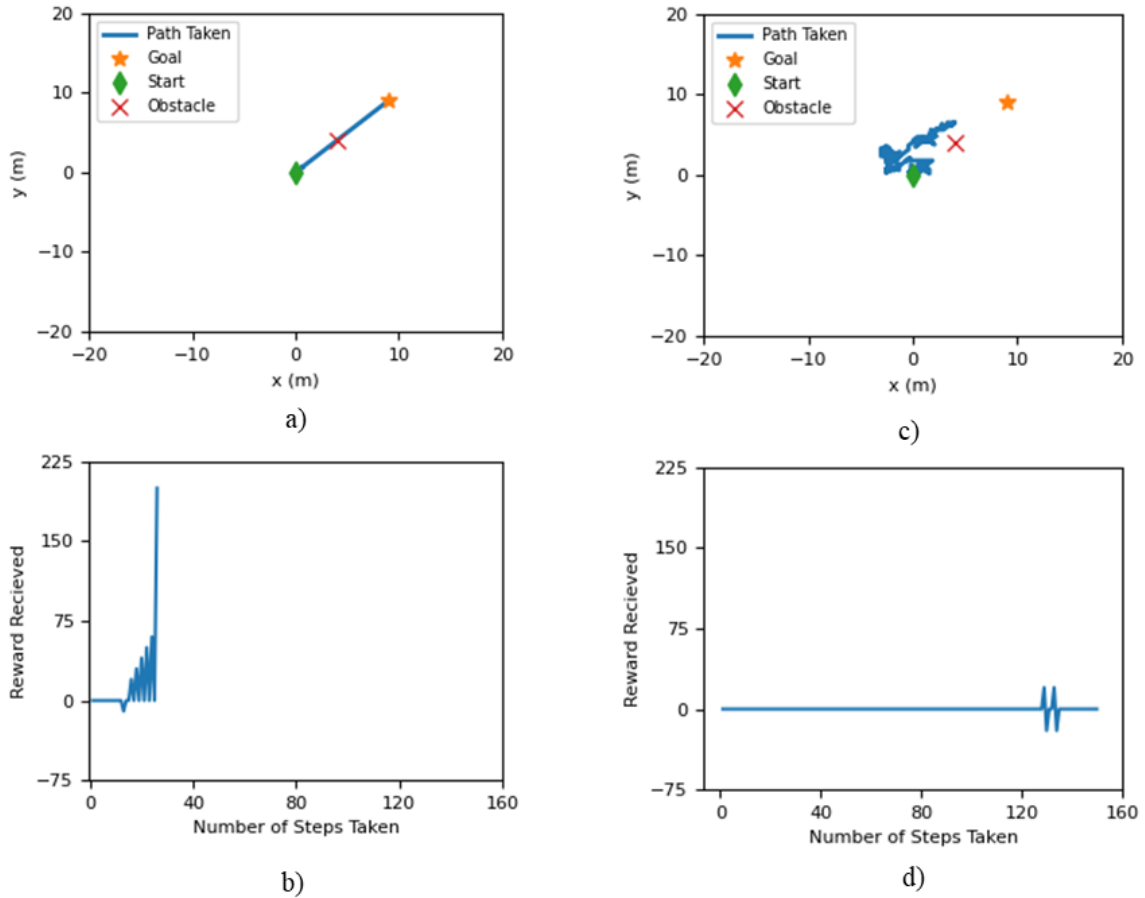 20
10
0
−10
−20
y (m)
Path Taken
Goal
Start
Obstacle
−20
−10
0
10
20
x (m)
a)
20
10
0
−10
−20
y (m)
Path Taken
Goal
Start
Obstacle
−20
−10
0
10
20
x (m)
c)
225
150
75
0
−75
Reward Recieved
0
40
80
120
160
Number of Steps Taken
b)
225
150
75
0
−75
Reward Recieved
0
40
80
120
160
Number of Steps Taken
d)